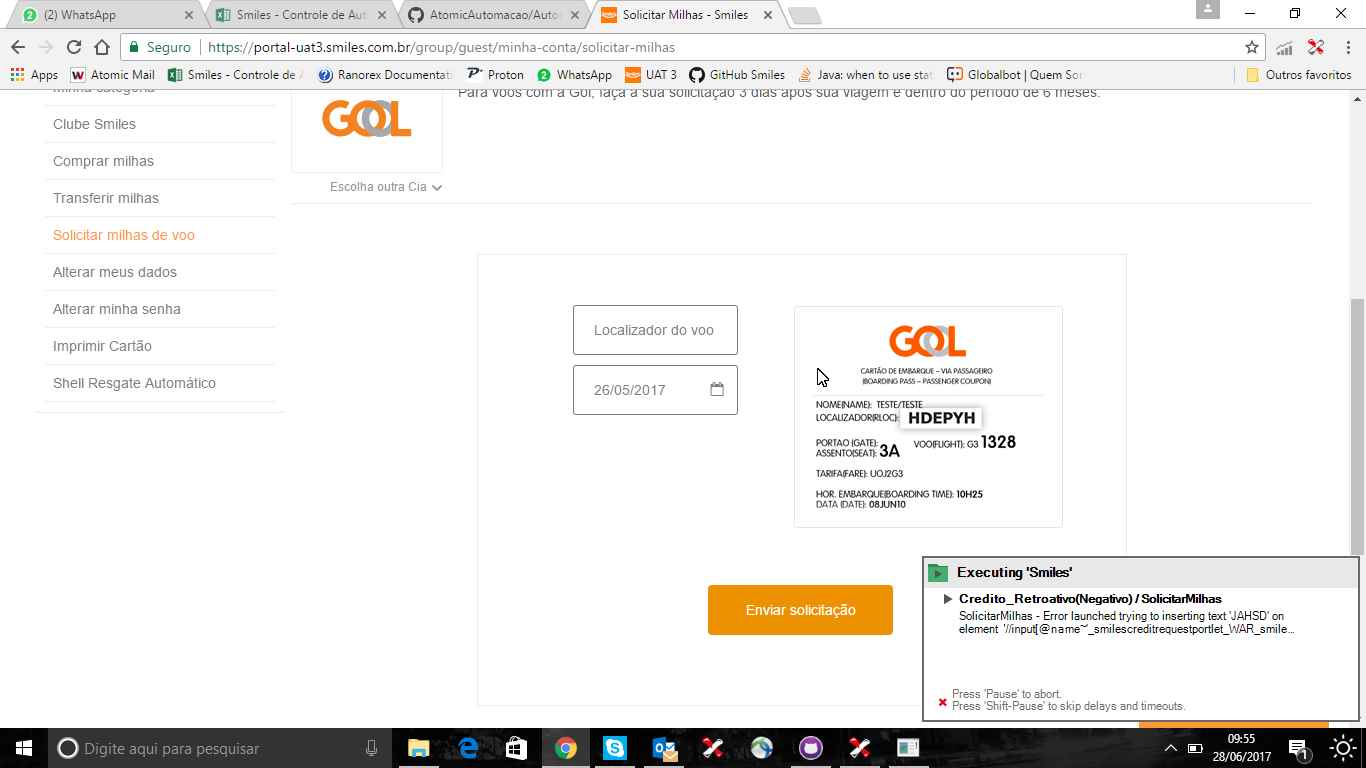 (2) WhatsApp
Smiles - Controle de Aut
AtomicAutomacao/Auto
Solicitar Milhas - Smiles
Seguro
https://portal-uat3.smiles.com.br/group/guest/minha-conta/solicitar-milhas
Apps
Atomic Mail
Smiles - Controle de A
Ranorex Documentat
Proton
WhatsApp
UAT 3
GitHub Smiles
Java: when to use stat
Globalbot | Quem Som
Outros favoritos
Minha categoria
Clube Smiles
Comprar milhas
Transferir milhas
Solicitar milhas de voo
Alterar meus dados
Alterar minha senha
Imprimir Cartão
Shell Resgate Automático
Para voos com a Gol, faça a sua solicitação 3 dias após sua viagem e dentro do período de 6 meses.
GOL
Escolha outra Cia
Localizador do voo
26/05/2017
GOL
CARTÃO DE EMBARQUE – VIA PASSAGEIRO
(BOARDING PASS – PASSENGER COUPON)
NOME(NAME): TESTE/TESTE
LOCALIZADOR(RLOC): HDEPYH
PORTAO (GATE):
ASSENTO(SEAT): 3A
VOO(FLIGHT): G3 1328
TARIFA(FARE): UOJ2G3
HOR. EMBARQUE(BOARDING TIME): 10H25
DATA (DATE): 08JUN10
Enviar solicitação
Executing 'Smiles'
Credito_Retroativo(Negativo) / SolicitarMilhas
SolicitarMilhas - Error launched trying to inserting text 'JAHSD' on
element '//input[@name~'_smilescreditrequestportlet_WAR_smile...
Press 'Pause' to abort.
Press 'Shift-Pause' to skip delays and timeouts.
Digite aqui para pesquisar
09:55
28/06/2017
1